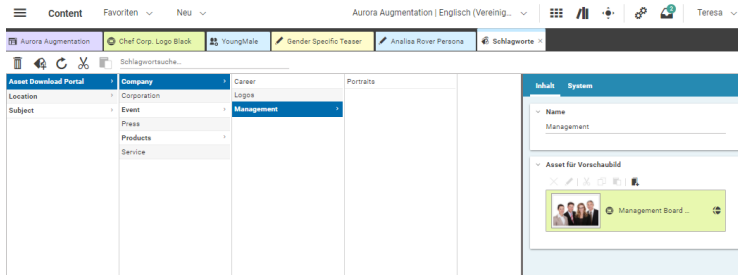 Content Favoriten Neu Aurora Augmentation | Englisch (Vereinig... 2 Teresa
Aurora Augmentation Chef Corp. Logo Black YoungMale Gender Specific Teaser Analisa Rover Persona Schlagworte ×
Schlagwortsuche...
Asset Download Portal Company Career Portraits
Location Corporation Logos
Subject Event Management
Press
Products
Service
Inhalt System
Name
Management
Asset für Vorschaubild
Management Board ...